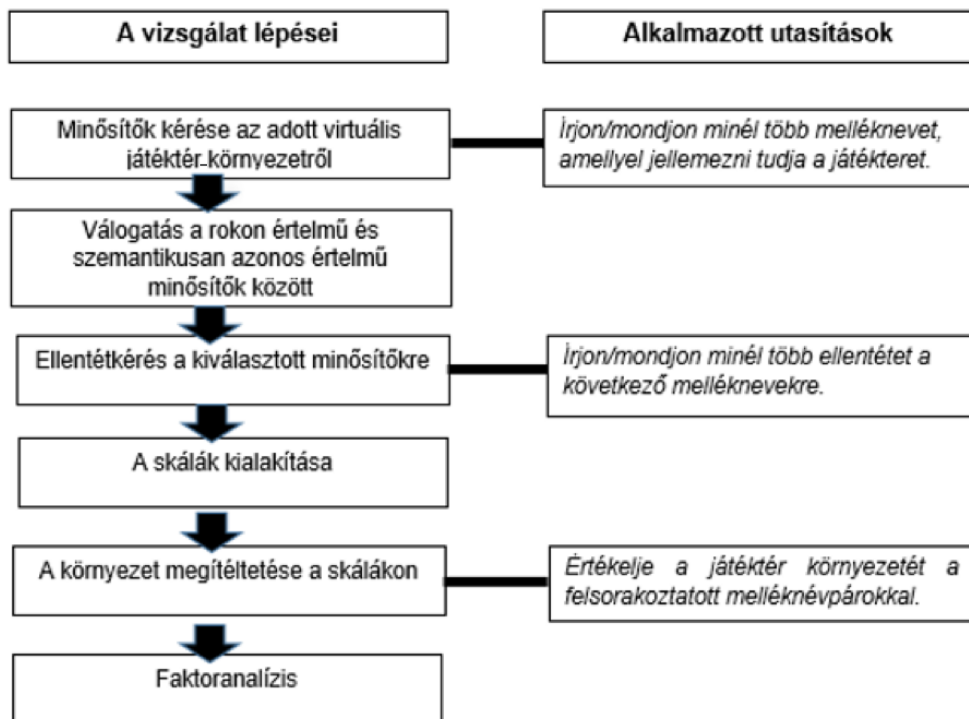 A vizsgálat lépései
Alkalmazott utasítások
Minősítők kérése az adott virtuális
játéktér-környezetről
Írjon/mondjon minél több melléknevet,
amellyel jellemezni tudja a játékteret.
Válogatás a rokon értelmű és
szemantikusan azonos értelmű
minősítők között
Ellentétkérés a kiválasztott minősítőkre
Írjon/mondjon minél több ellentétet a
következő melléknevekre.
A skálák kialakítása
A környezet megítéltetése a skálákon
Értékelje a játéktér környezetét a
felsorakoztatott melléknévpárokkal.
Faktoranalízis